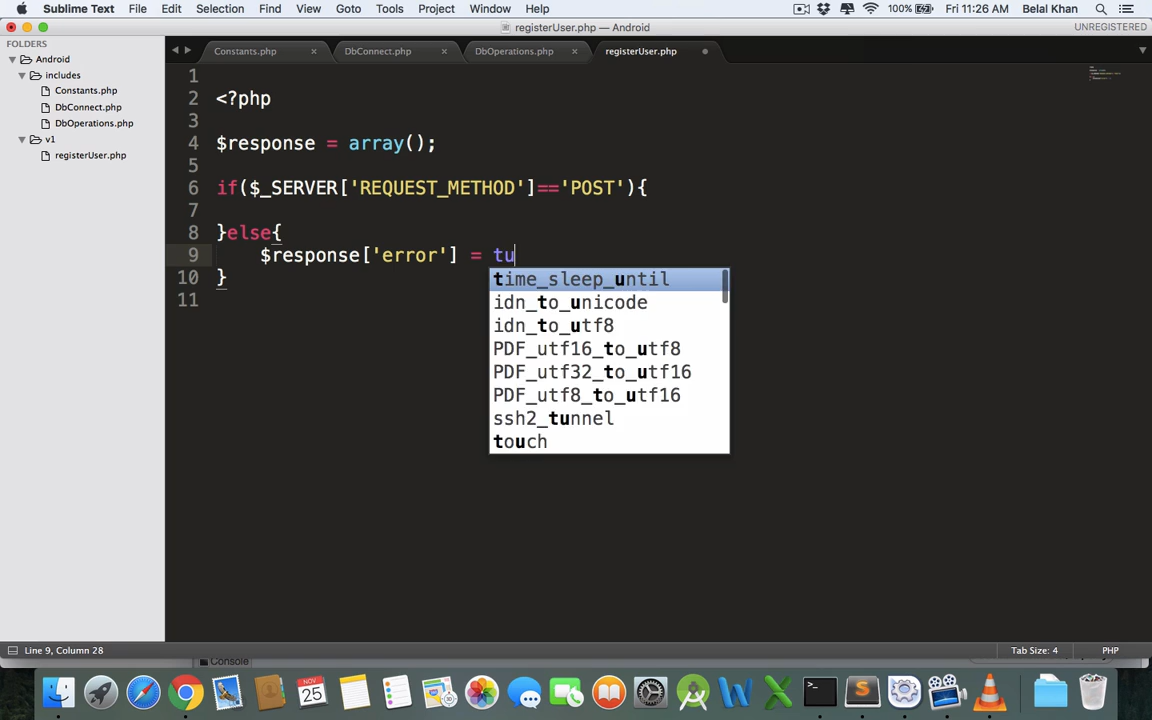 Sublime Text File Edit Selection Find View Goto Tools Project Window Help 100% Fri 11:26 AM Belal Khan
registerUser.php — Android UNREGISTERED
FOLDERS
Android
includes
Constants.php
DbConnect.php
DbOperations.php
v1
registerUser.php
Constants.php × DbConnect.php × DbOperations.php × registerUser.php
1
2 <?php
3
4 $response = array();
5
6 if($_SERVER['REQUEST_METHOD']=='POST'){
7
8 }else{
9 $response['error'] = tu
10 }
11
time_sleep_until
idn_to_unicode
idn_to_utf8
PDF_utf16_to_utf8
PDF_utf32_to_utf16
PDF_utf8_to_utf16
ssh2_tunnel
touch
Line 9, Column 28 Tab Size: 4 PHP
Console
NOV
25